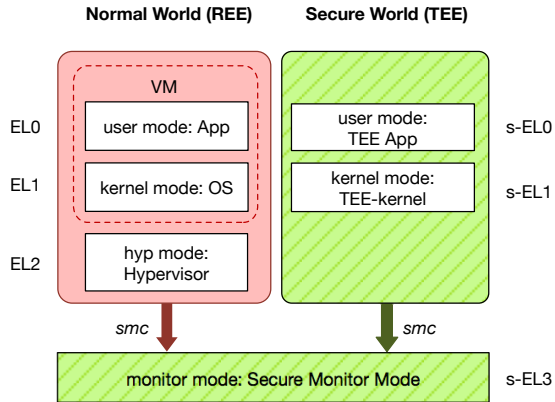 Normal World (REE)
Secure World (TEE)
VM
EL0
user mode: App
user mode:
TEE App
s-EL0
EL1
kernel mode: OS
kernel mode:
TEE-kernel
s-EL1
EL2
hyp mode:
Hypervisor
smc
smc
monitor mode: Secure Monitor Mode
s-EL3